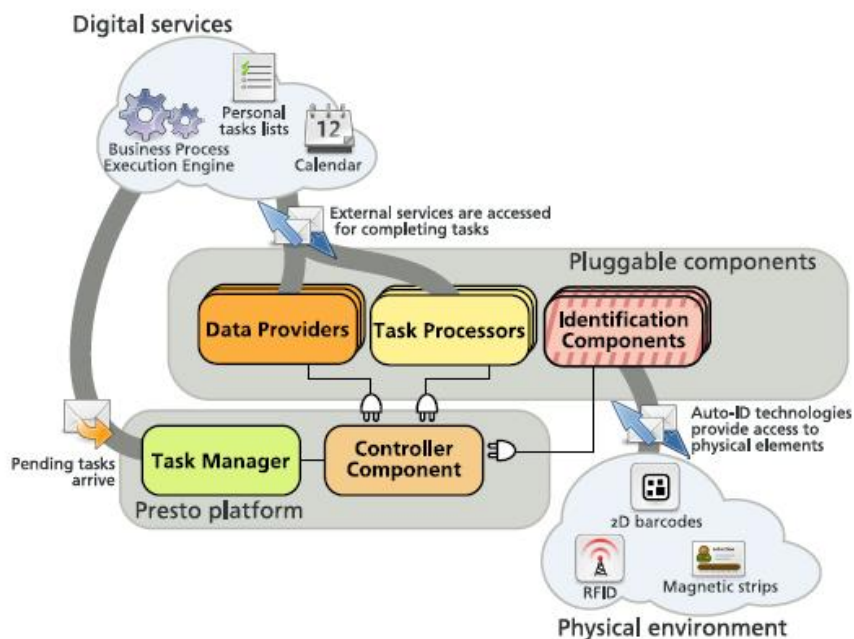 Digital services
Personal
tasks lists
12
Business Process
Execution Engine
Calendar
External services are accessed
for completing tasks
Pluggable components
Data Providers
Task Processors
Identification
Components
Auto-ID technologies
provide access to
physical elements
Pending tasks
arrive
Task Manager
Controller
Component
Presto platform
2D barcodes
RFID
Magnetic strips
Physical environment